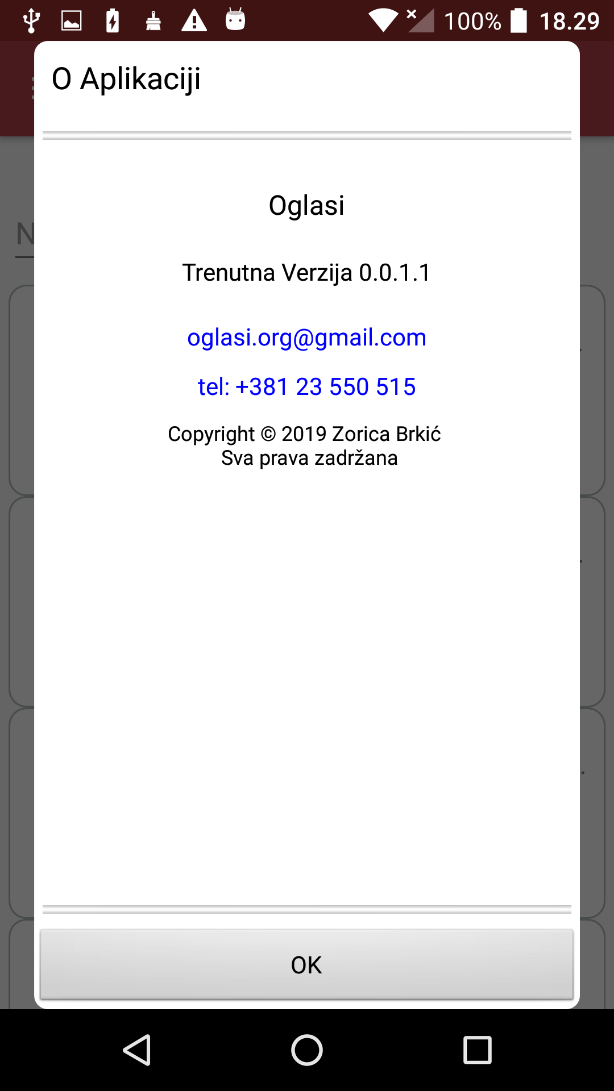 100% 18.29
O Aplikaciji
N
Oglasi
Trenutna Verzija 0.0.1.1
oglasi.org@gmail.com
tel: +381 23 550 515
Copyright © 2019 Zorica Brkić
Sva prava zadržana
OK